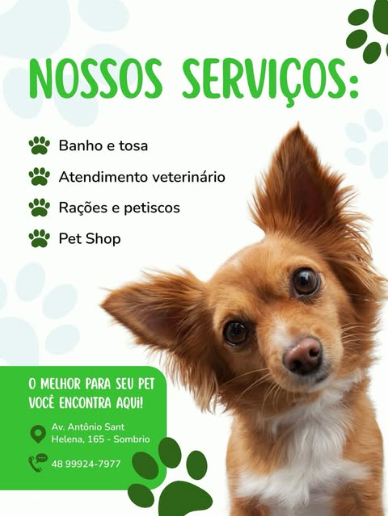 NOSSOS SERVIÇOS:
Banho e tosa
Atendimento veterinário
Rações e petiscos
Pet Shop
O MELHOR PARA SEU PET
VOCÊ ENCONTRA AQUI!
Av. Antônio Sant
Helena, 165 - Sombrio
48 99924-7977